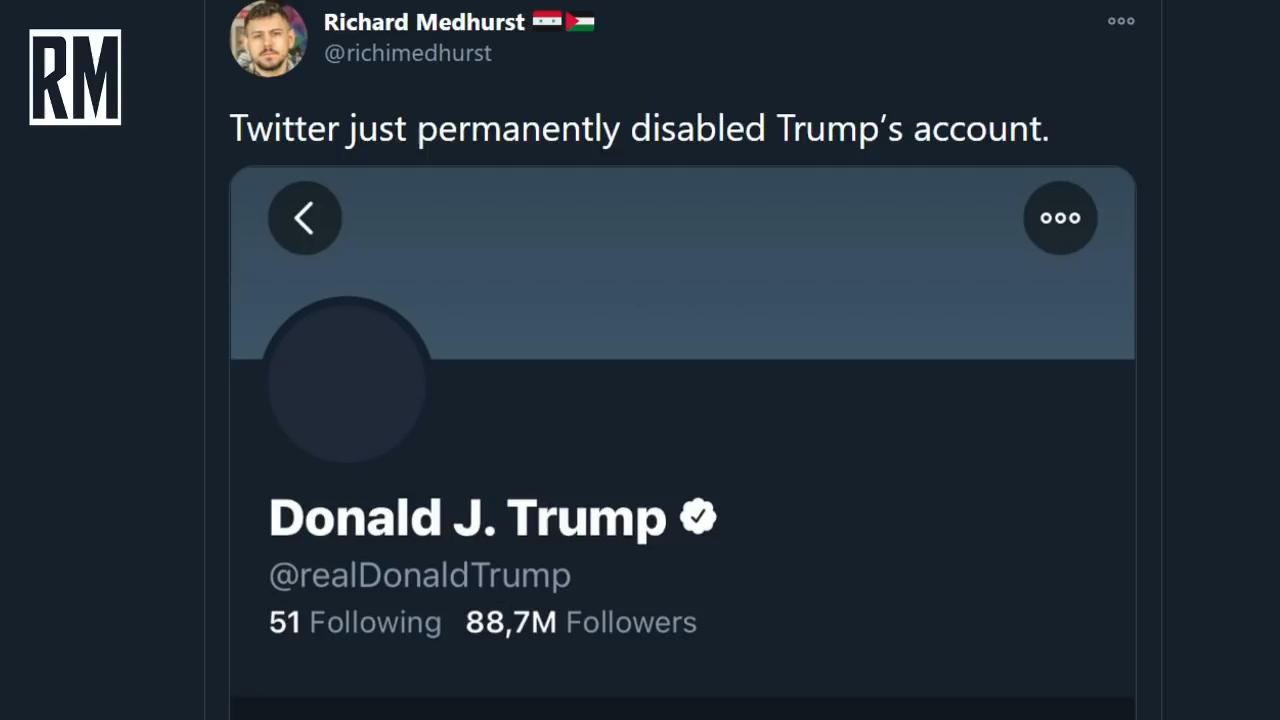 RM
Richard Medhurst
@richimedhurst
Twitter just permanently disabled Trump’s account.
Donald J. Trump
@realDonaldTrump
51 Following 88,7M Followers